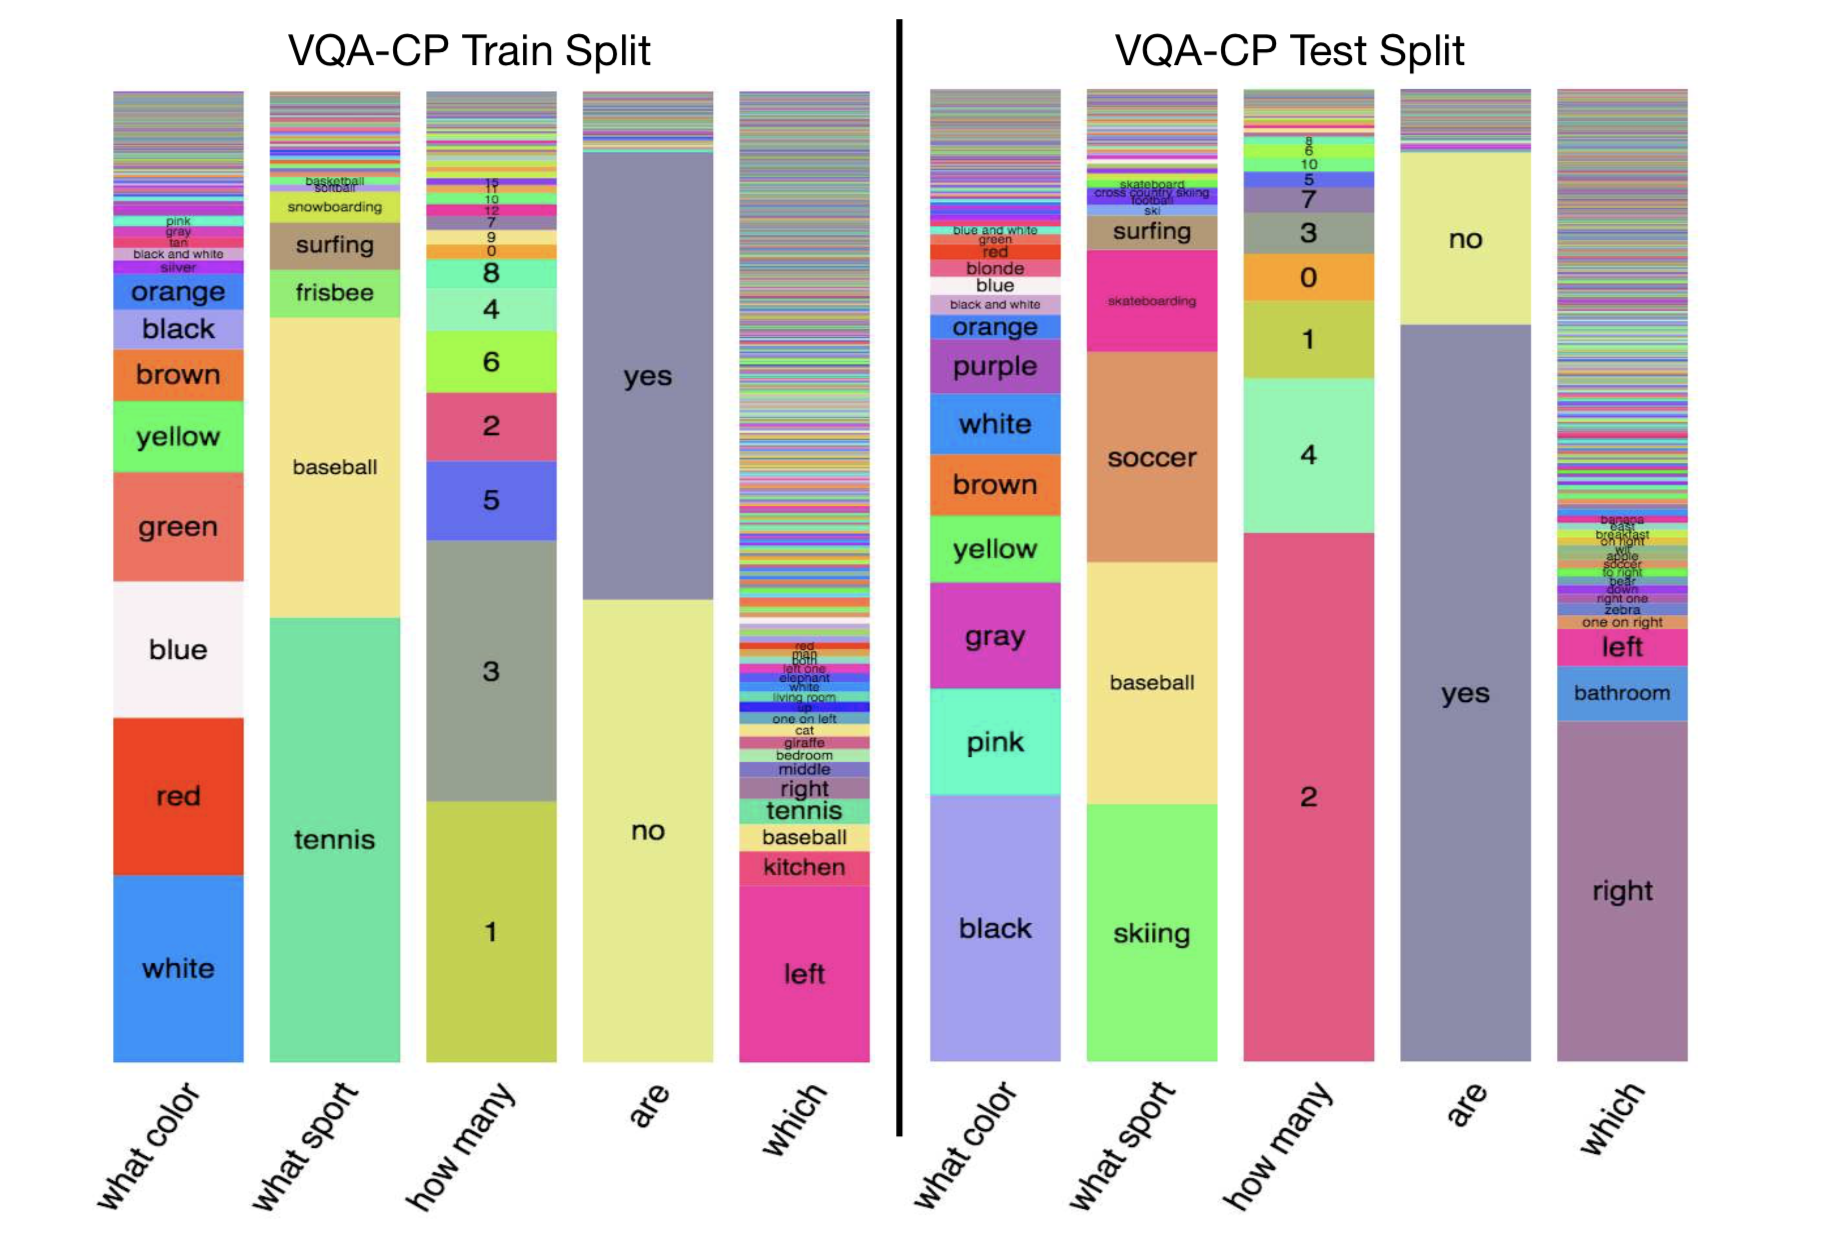 VQA-CP Train Split
pink
gray
tan
black and white
silver
orange
black
brown
yellow
green
blue
red
white
basketball
softball
snowboarding
surfing
frisbee
baseball
tennis
15
11
10
12
7
9
0
8
4
6
2
5
3
1
yes
no
red
man
both
left one
elephant
white
living room
up
one on left
cat
giraffe
bedroom
middle
right
tennis
baseball
kitchen
left
what color
what sport
how many
are
which
VQA-CP Test Split
blue and white
green
red
blonde
blue
black and white
orange
purple
white
brown
yellow
gray
pink
black
skateboard
cross country skiing
football
ski
surfing
skateboarding
soccer
baseball
skiing
8
6
10
5
7
3
0
1
4
2
no
yes
banana
east
breakfast
on right
wii
apple
soccer
to right
bear
down
right one
zebra
one on right
left
bathroom
right
what color
what sport
how many
are
which